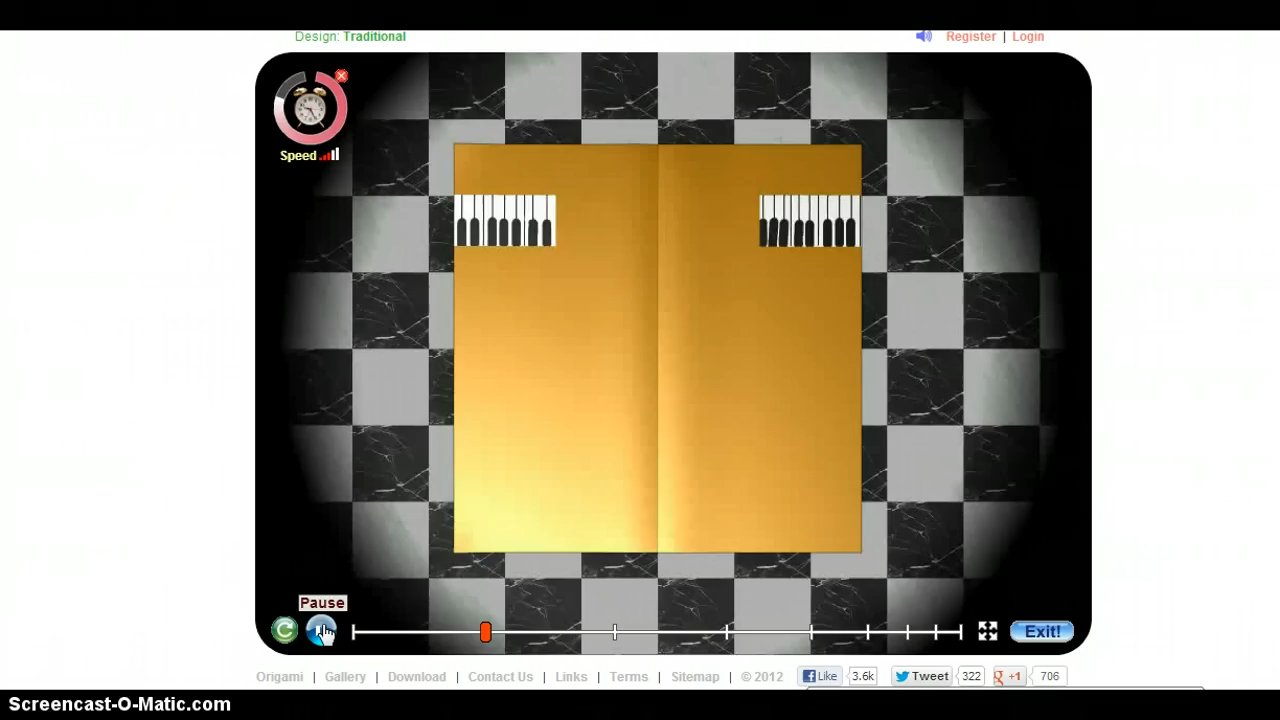 Design: Traditional
Register | Login
Speed
Pause
Exit!
Origami | Gallery | Download | Contact Us | Links | Terms | Sitemap | © 2012 Like 3.6k Tweet 322 +1 706
Screencast-O-Matic.com